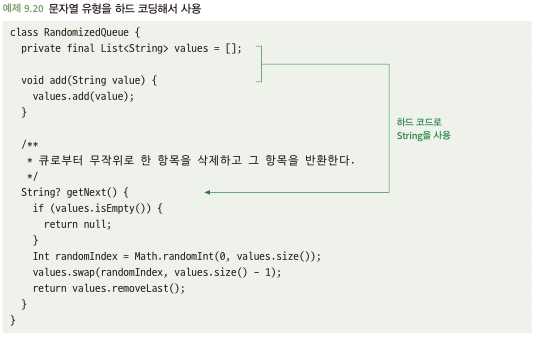 예제 9.20 문자열 유형을 하드 코딩해서 사용
class RandomizedQueue {
  private final List<String> values = [];
  void add(String value) {
    values.add(value);
  }
  /**
   * 큐로부터 무작위로 한 항목을 삭제하고 그 항목을 반환한다.
   */
  String? getNext() {
    if (values.isEmpty()) {
      return null;
    }
    Int randomIndex = Math.randomInt(0, values.size());
    values.swap(randomIndex, values.size() - 1);
    return values.removeLast();
  }
}
하드 코드로
String을 사용